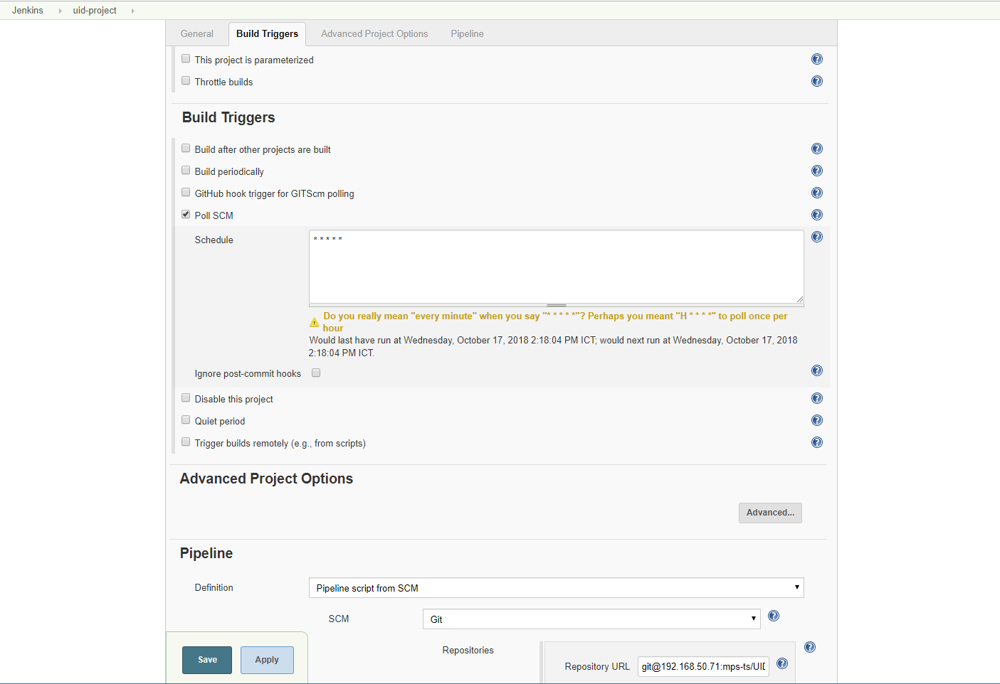 Jenkins uid-project
General Build Triggers Advanced Project Options Pipeline
This project is parameterized
Throttle builds
Build Triggers
Build after other projects are built
Build periodically
GitHub hook trigger for GITScm polling
Poll SCM
Schedule * * * * *
Do you really mean "every minute" when you say "* * * * *"? Perhaps you meant "H * * * *" to poll once per
hour
Would last have run at Wednesday, October 17, 2018 2:18:04 PM ICT; would next run at Wednesday, October 17, 2018
2:18:04 PM ICT.
Ignore post-commit hooks
Disable this project
Quiet period
Trigger builds remotely (e.g., from scripts)
Advanced Project Options
Advanced...
Pipeline
Definition Pipeline script from SCM
SCM Git
Repositories
Repository URL git@192.168.50.71:mps-ts/UID
Save Apply